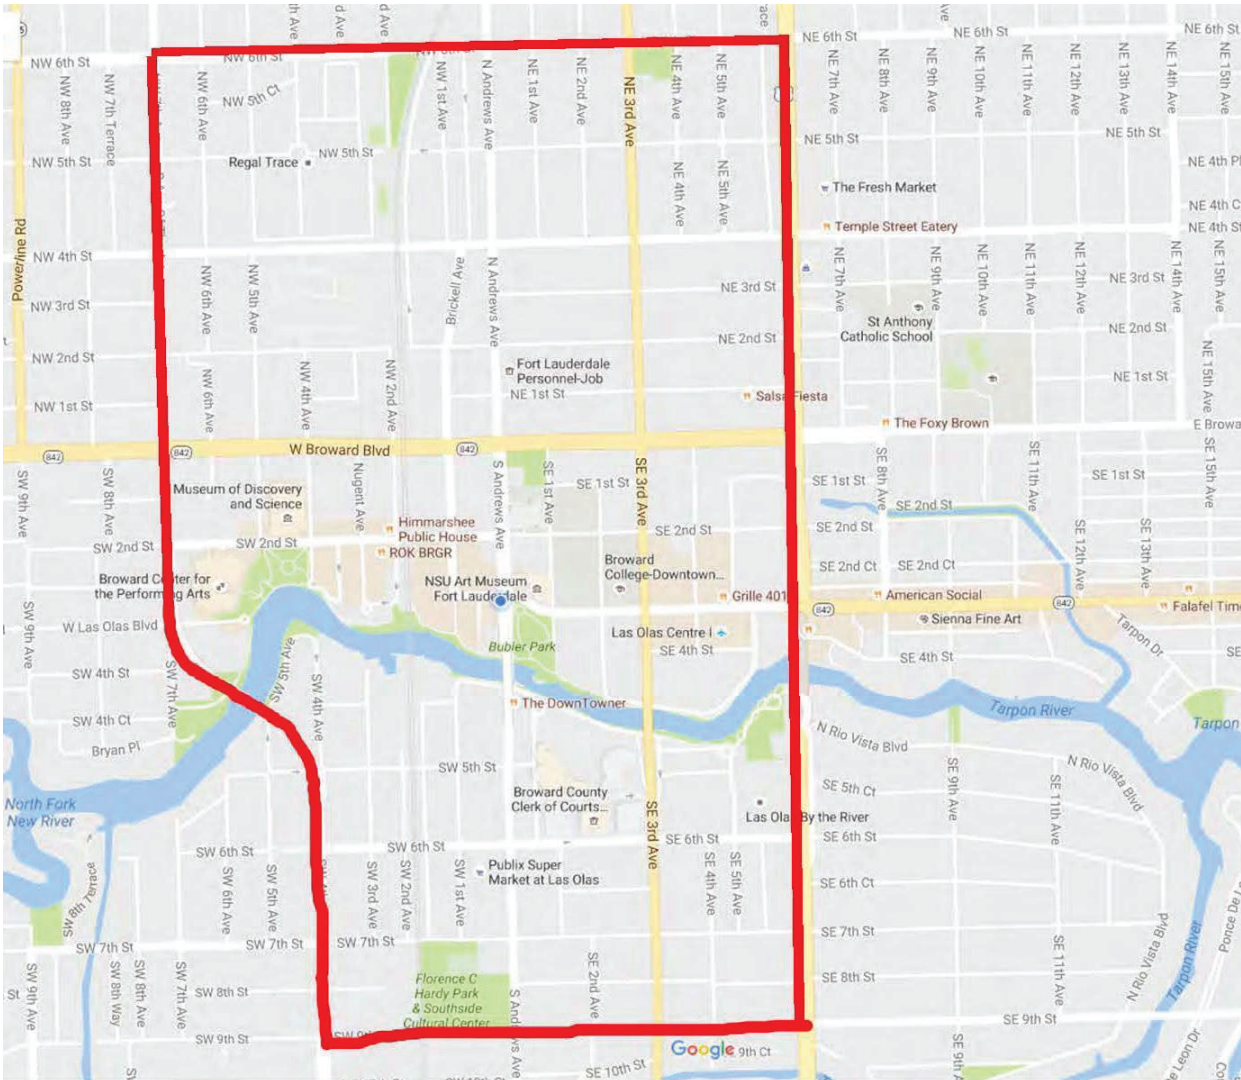 NE 6th St
NE 6th St
NE 6th St
NW 6th St
NW 6th St
NW 8th Ave
NW 7th Terrace
NW 6th Ave
NW 5th Ct
NW 1st Ave
N Andrews Ave
NE 1st Ave
NE 2nd Ave
NE 3rd Ave
NE 4th Ave
NE 5th Ave
NE 7th Ave
NE 8th Ave
NE 9th Ave
NE 10th Ave
NE 11th Ave
NE 12th Ave
NE 13th Ave
NE 14th Ave
NE 15th Ave
NE 5th St
NE 5th St
NW 5th St
Regal Trace
NW 5th St
NE 4th Ave
NE 5th Ave
NE 4th Pl
The Fresh Market
NE 4th C
Temple Street Eatery
NE 4th St
Powerline Rd
NW 4th St
NW 6th Ave
NW 5th Ave
Brickell Ave
N Andrews Ave
NE 7th Ave
NE 9th Ave
NE 10th Ave
NE 11th Ave
NE 12th Ave
NE 14th Ave
NE 15th Ave
NE 3rd St
NE 3rd St
NW 3rd St
St Anthony
Catholic School
NE 2nd St
NE 2nd St
NW 2nd St
NW 6th Ave
NW 4th Ave
NW 2nd Ave
Fort Lauderdale
Personnel-Job
NE 1st St
NE 1st St
NE 15th Ave
Salsa Fiesta
NW 1st St
The Foxy Brown
E Browa
842
842
W Broward Blvd
842
SW 9th Ave
SW 8th Ave
Nugent Ave
S Andrews Ave
SE 1st Ave
SE 1st St
SE 3rd Ave
SE 1st St
SE 8th Ave
SE 11th Ave
SE 1st St
SE 15th Ave
Museum of Discovery
and Science
Himmarshee
Public House
ROK BRGR
SW 2nd St
SW 2nd St
SE 2nd St
SE 2nd St
SE 2nd St
SE 12th Ave
SE 13th Ave
Broward Center for
the Performing Arts
NSU Art Museum
Fort Lauderdale
Broward
College-Downtown...
SE 2nd Ct
SE 2nd Ct
Grille 401
842
American Social
842
Falafel Tim
Sienna Fine Art
SW 6th Ave
W Las Olas Blvd
Las Olas Centre I
SE 4th St
SE 4th St
Tarpon Dr
SE
Bubier Park
SW 4th St
SW 7th Ave
SW 5th Ave
SW 4th Ave
The DownTowner
Tarpon River
Tarpon
SW 4th Ct
Bryan Pl
N Rio Vista Blvd
N Rio Vista Blvd
SW 5th St
Broward County
Clerk of Courts...
SE 3rd Ave
SE 5th Ct
SE 9th Ave
SE 11th Ave
North Fork
New River
Las Olas By the River
SW 6th St
SW 6th St
SE 6th St
SE 6th St
SW 8th Terrace
SW 6th Ave
SW 5th Ave
SW 3rd Ave
SW 2nd Ave
SW 1st Ave
Publix Super
Market at Las Olas
SE 4th Ave
SE 5th Ave
SE 6th Ct
SW 7th St
SW 7th St
SW 7th St
SE 7th St
N Rio Vista Blvd
Tarpon River
SW 9th Ave
SW 8th Way
SW 8th Ave
SW 7th Ave
SW 8th St
Florence C
Hardy Park
& Southside
Cultural Center
SE 2nd Ave
SE 8th St
SE 11th Ave
St
SW 9th St
SE 9th St
Google
9th Ct
SE 10th St